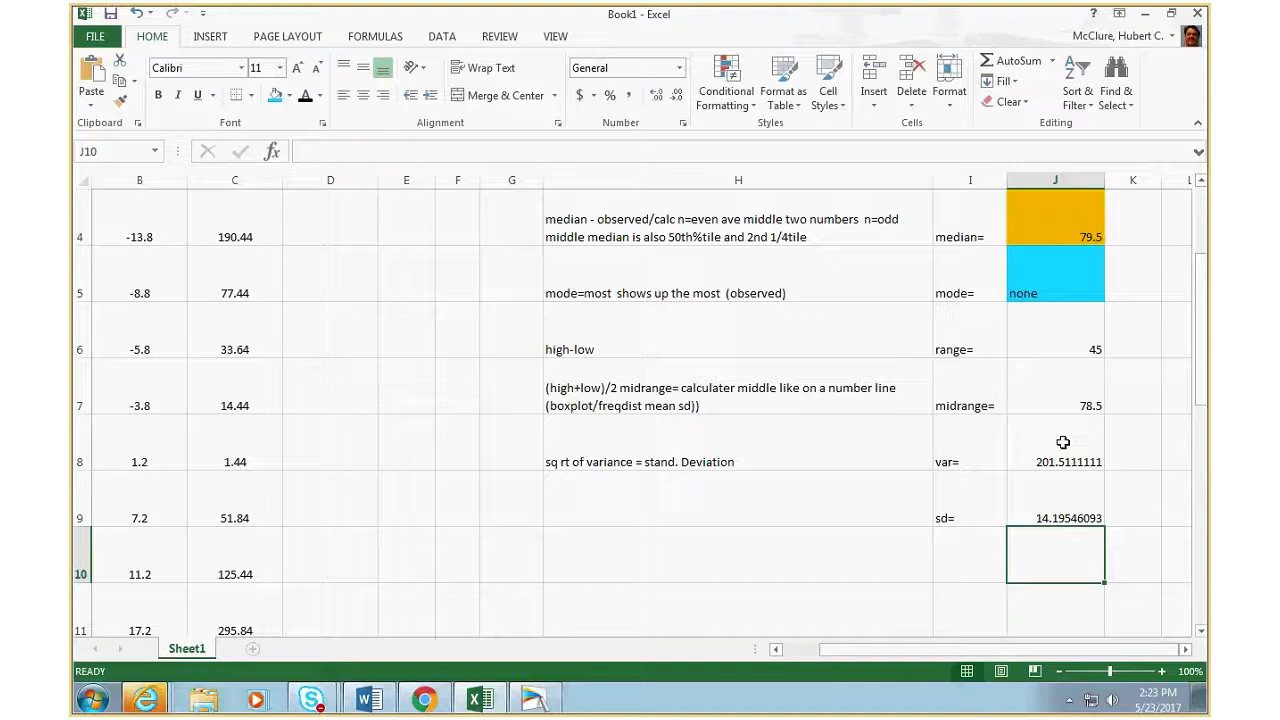 Book1 - Excel
?
FILE HOME INSERT PAGE LAYOUT FORMULAS DATA REVIEW VIEW McClure, Hubert C.
Paste
Clipboard
Calibri 11 A A
B I U A
Font
Wrap Text
Merge & Center
Alignment
General
$ % ,
Number
Conditional Formatting
Format as Table
Cell Styles
Styles
Insert Delete Format
Cells
AutoSum
Fill
Clear
Sort & Filter
Find & Select
Editing
J10 fx
B C D E F G H I J K L
median - observed/calc n=even ave middle two numbers n=odd
4 -13.8 190.44 middle median is also 50th%tile and 2nd 1/4tile median= 79.5
5 -8.8 77.44 mode=most shows up the most (observed) mode= none
6 -5.8 33.64 high-low range= 45
(high+low)/2 midrange= calculater middle like on a number line
7 -3.8 14.44 (boxplot/freqdist mean sd)) midrange= 78.5
8 1.2 1.44 sq rt of variance = stand. Deviation var= 201.5111111
9 7.2 51.84 sd= 14.19546093
10 11.2 125.44
11 17.2 295.84
Sheet1
READY 100%
2:23 PM
5/23/2017